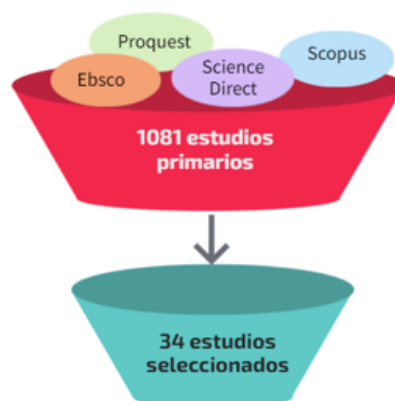 Proquest
Scopus
Ebsco
Science
Direct
1081 estudios
primarios
34 estudios
seleccionados